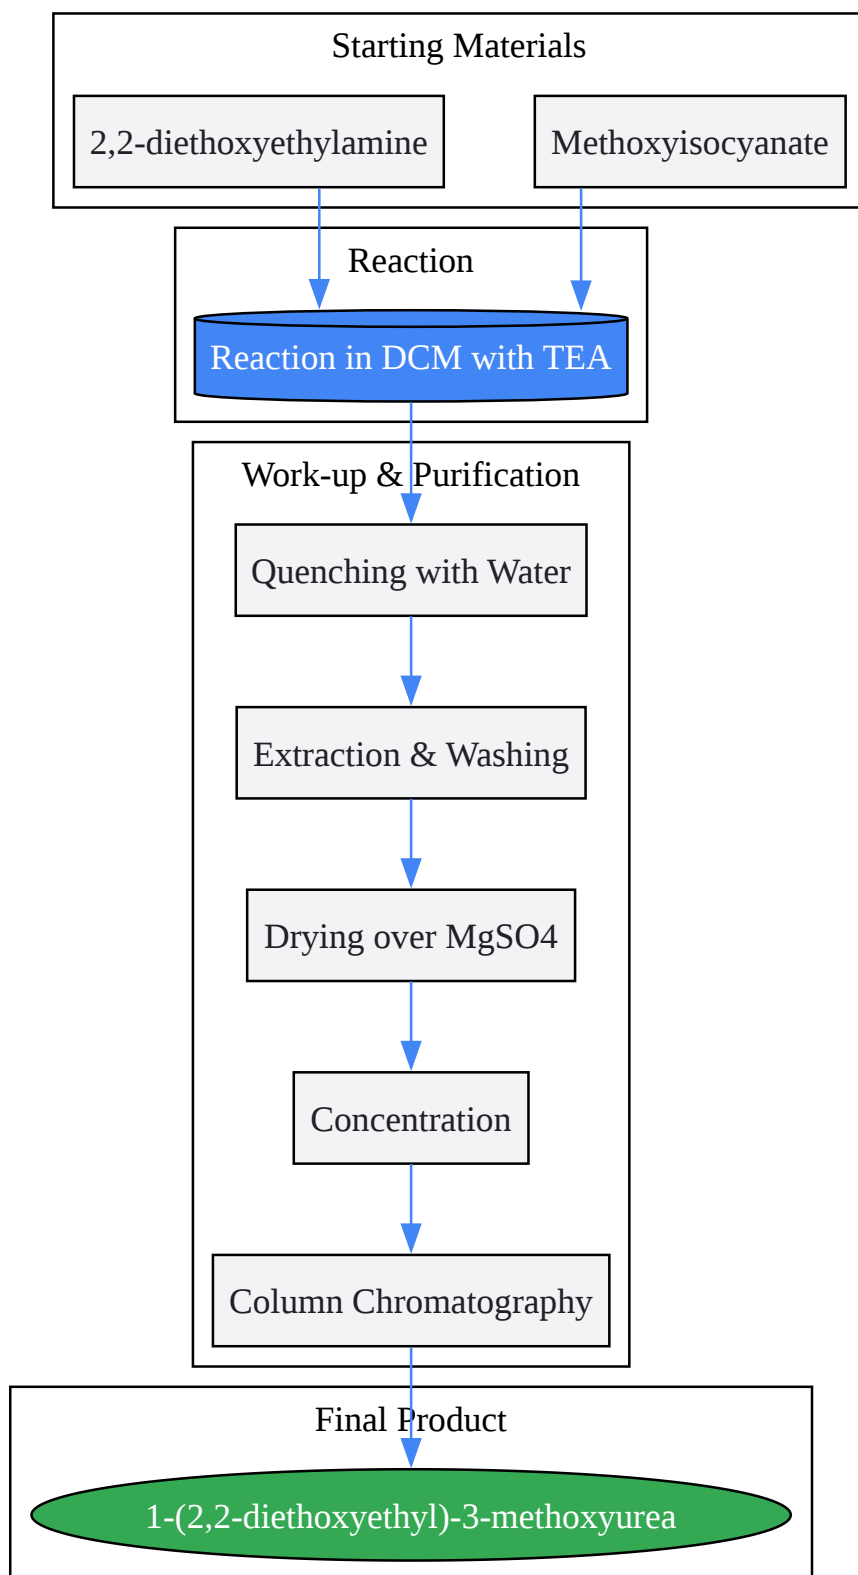 Starting Materials
2,2-diethoxyethylamine
Methoxyisocyanate
Reaction
Reaction in DCM with TEA
Work-up & Purification
Quenching with Water
Extraction & Washing
Drying over MgSO4
Concentration
Column Chromatography
Final Product
1-(2,2-diethoxyethyl)-3-methoxyurea